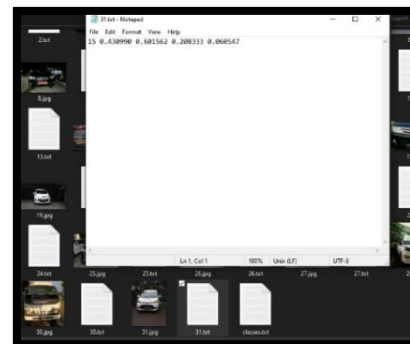 31.txt - Notepad
File Edit Format View Help
15 0.430990 0.601562 0.208333 0.060547
Ln 1, Col 1 100% Unix (LF) UTF-8
2.txt
8.jpg
13.txt
19.jpg
24.txt 25.jpg 25.txt 26.jpg 26.txt 27.jpg 27.txt
30.jpg 30.txt 31.jpg 31.txt classes.txt